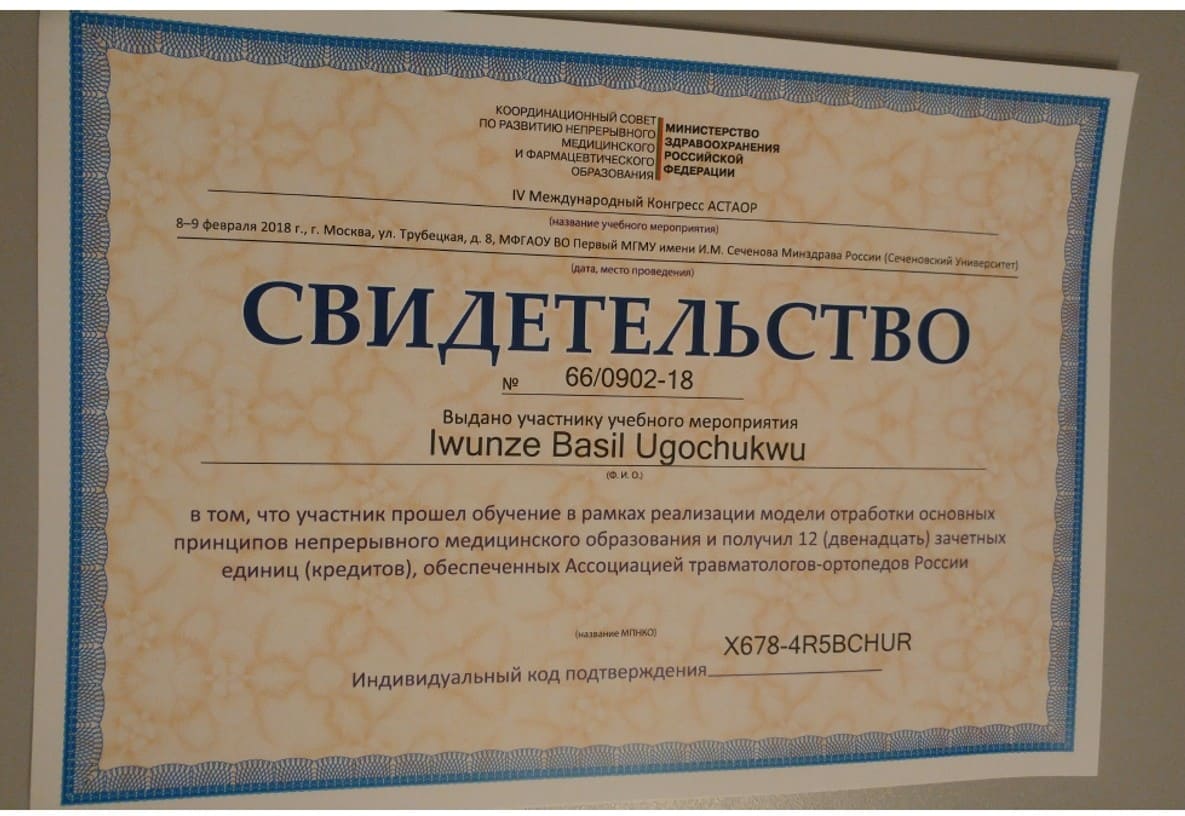 КООРДИНАЦИОННЫЙ СОВЕТ
ПО РАЗВИТИЮ НЕПРЕРЫВНОГО
МЕДИЦИНСКОГО
И ФАРМАЦЕВТИЧЕСКОГО
ОБРАЗОВАНИЯ
МИНИСТЕРСТВО
ЗДРАВООХРАНЕНИЯ
РОССИЙСКОЙ
ФЕДЕРАЦИИ
IV Международный Конгресс АСТАОР
(название учебного мероприятия)
8–9 февраля 2018 г., г. Москва, ул. Трубецкая, д. 8, МФГАОУ ВО Первый МГМУ имени И.М. Сеченова Минздрава России (Сеченовский Университет)
(дата, место проведения)
СВИДЕТЕЛЬСТВО
№ 66/0902-18
Выдано участнику учебного мероприятия
Iwunze Basil Ugochukwu
(Ф. И. О.)
в том, что участник прошел обучение в рамках реализации модели отработки основных
принципов непрерывного медицинского образования и получил 12 (двенадцать) зачетных
единиц (кредитов), обеспеченных Ассоциацией травматологов-ортопедов России
(название МПНКО)
Индивидуальный код подтверждения X678-4R5BCHUR